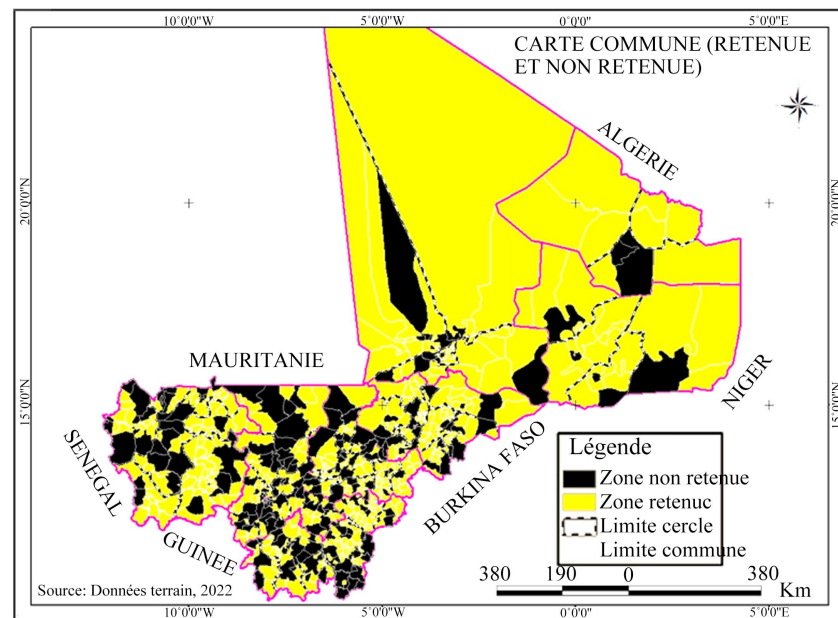 10°0'0"W 5°0'0"W 0°0'0" 5°0'0"E
CARTE COMMUNE (RETENUE
ET NON RETENUE)
ALGERIE
20°0'0"N 20°0'0"N
MAURITANIE
15°0'0"N 15°0'0"N
NIGER
SENEGAL
BURKINA FASO
GUINEE
Légende
Zone non retenue
Zone retenuc
Limite cercle
Limite commune
380 190 0 380
Km
Source: Données terrain, 2022
10°0'0"W 5°0'0"W 0°0'0"E 5°0'0"E